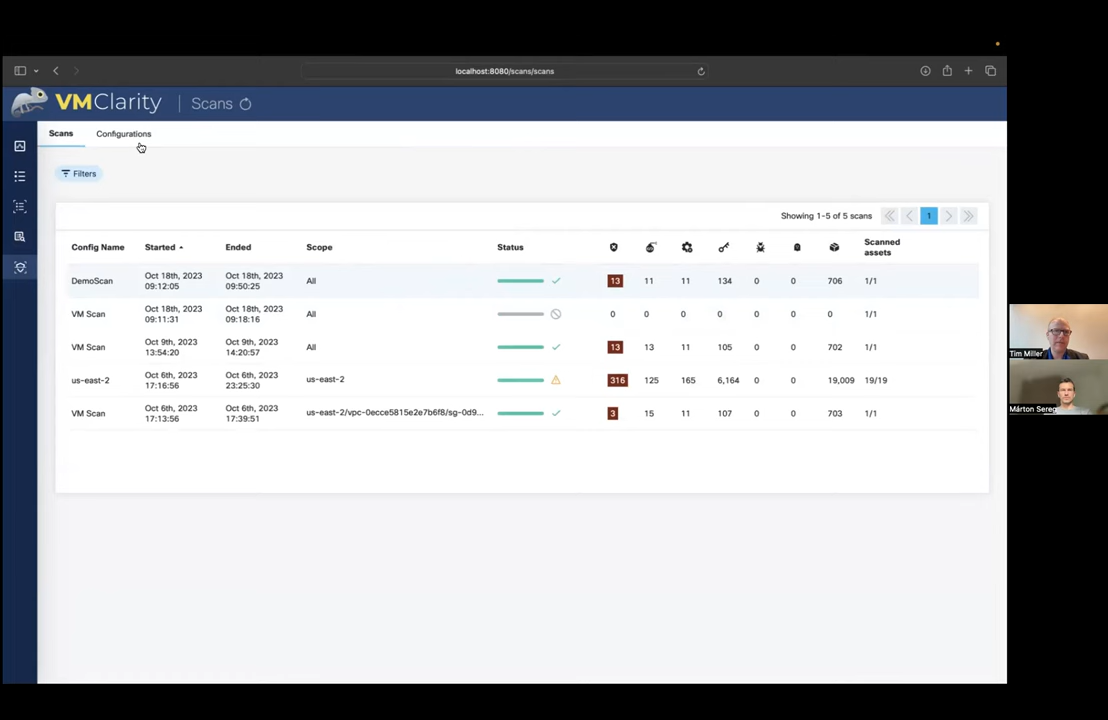 localhost:8080/scans/scans
VMClarity | Scans
Scans Configurations
Filters
Showing 1-5 of 5 scans 1
Config Name Started Ended Scope Status Scanned assets
DemoScan Oct 18th, 2023 09:12:05 Oct 18th, 2023 09:50:25 All 13 11 11 134 0 0 706 1/1
VM Scan Oct 18th, 2023 09:11:31 Oct 18th, 2023 09:18:16 All 0 0 0 0 0 0 0 1/1
VM Scan Oct 9th, 2023 13:54:20 Oct 9th, 2023 14:20:57 All 13 13 11 105 0 0 702 1/1
us-east-2 Oct 6th, 2023 17:16:56 Oct 6th, 2023 23:25:30 us-east-2 316 125 165 6,164 0 0 19,009 19/19
VM Scan Oct 6th, 2023 17:13:56 Oct 6th, 2023 17:39:51 us-east-2/vpc-0ecce5815e2e7b6f8/sg-0d9... 3 15 11 107 0 0 703 1/1
Tim Miller
Márton Sereg